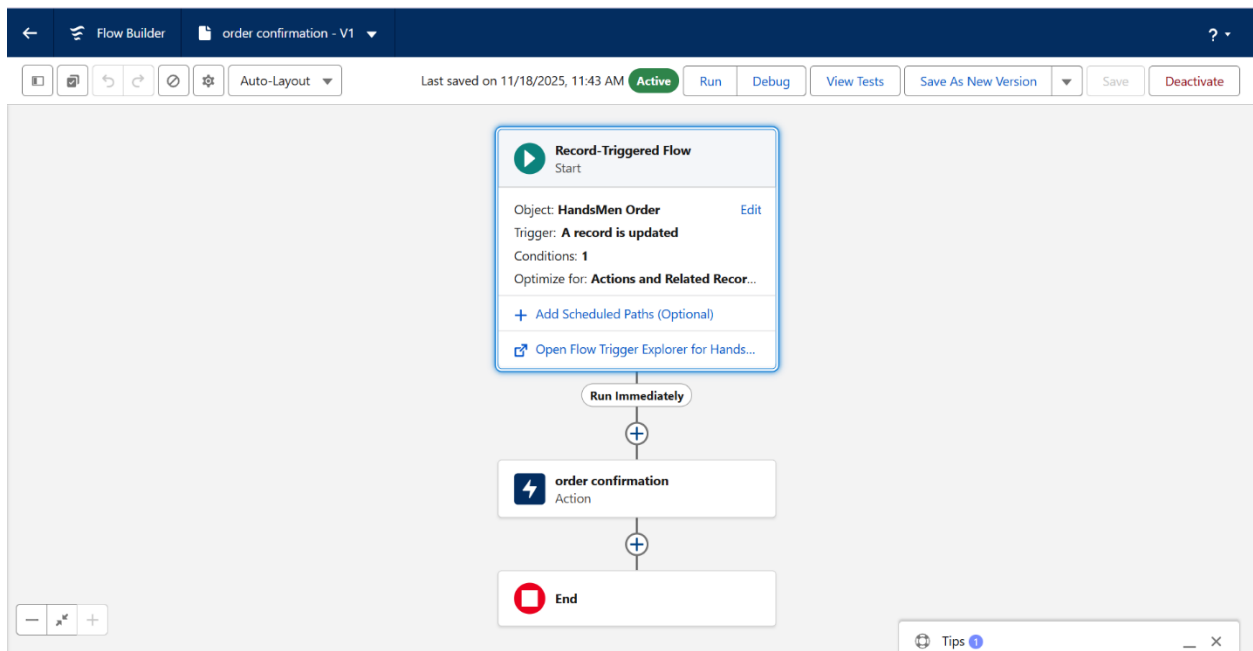 Flow Builder
order confirmation - V1
?
Auto-Layout
Last saved on 11/18/2025, 11:43 AM
Active
Run
Debug
View Tests
Save As New Version
Save
Deactivate
Record-Triggered Flow
Start
Object: HandsMen Order
Edit
Trigger: A record is updated
Conditions: 1
Optimize for: Actions and Related Recor...
+ Add Scheduled Paths (Optional)
Open Flow Trigger Explorer for Hands...
Run Immediately
order confirmation
Action
End
Tips 1